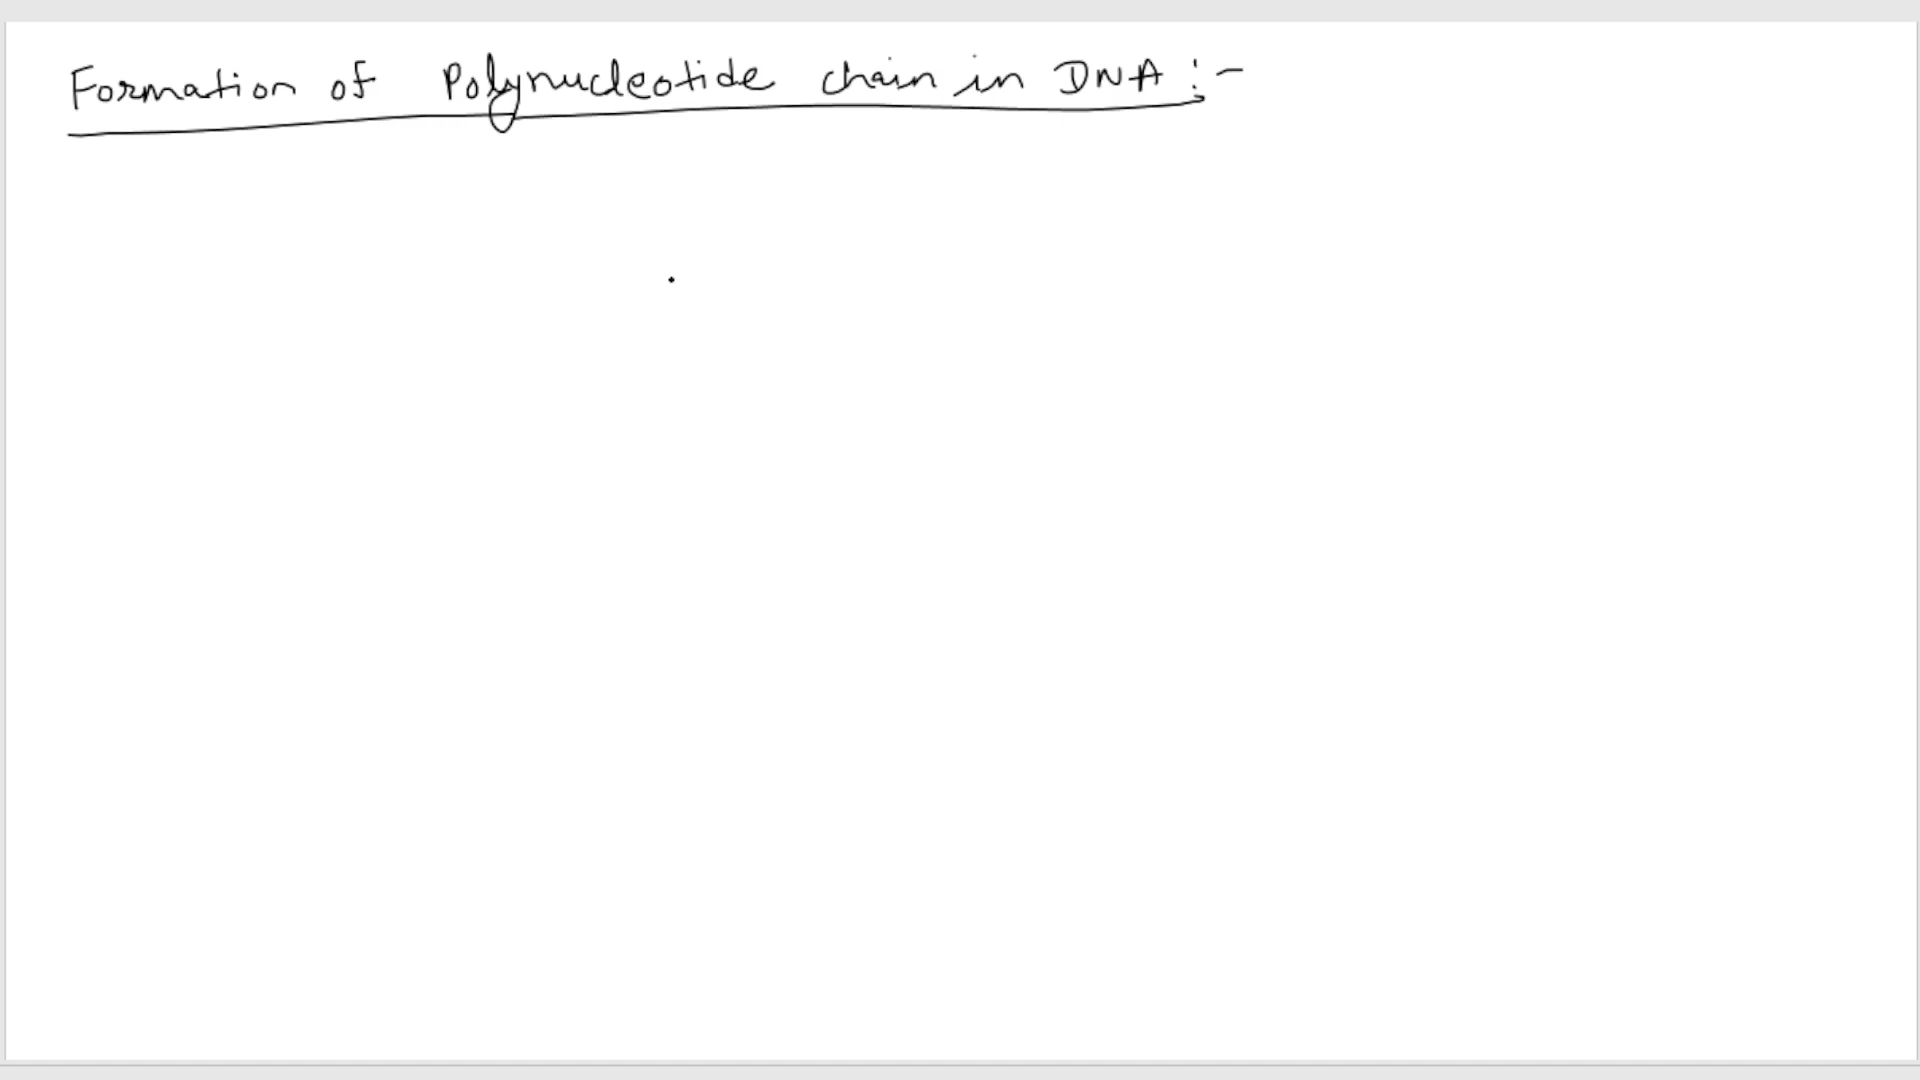 Formation of Polynucleotide chain in DNA :-